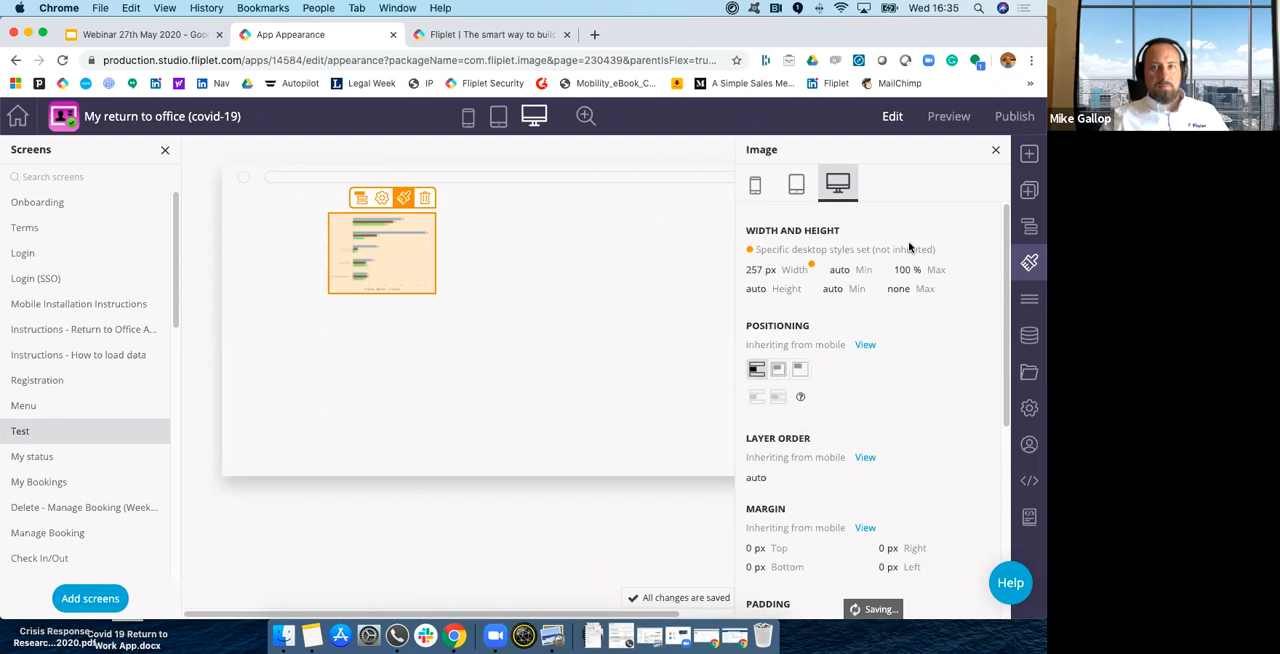 Chrome File Edit View History Bookmarks People Tab Window Help Wed 16:35
Webinar 27th May 2020 - Goo
App Appearance
Fliplet | The smart way to buil
production.studio.fliplet.com/apps/14584/edit/appearance?packageName=com.fliplet.image&page=230439&parentIsFlex=tru...
Nav Autopilot Legal Week IP Fliplet Security Mobility_eBook_C... A Simple Sales Me... Fliplet MailChimp »
My return to office (covid-19)
Edit Preview Publish
Mike Gallop
Fliplet
Screens
Search screens
Onboarding
Terms
Login
Login (SSO)
Mobile Installation Instructions
Instructions - Return to Office A...
Instructions - How to load data
Registration
Menu
Test
My status
My Bookings
Delete - Manage Booking (Week...
Manage Booking
Check In/Out
Add screens
All changes are saved
Image
WIDTH AND HEIGHT
Specific desktop styles set (not inherited)
257 px Width auto Min 100 % Max
auto Height auto Min none Max
POSITIONING
Inheriting from mobile View
LAYER ORDER
Inheriting from mobile View
auto
MARGIN
Inheriting from mobile View
0 px Top 0 px Right
0 px Bottom 0 px Left
PADDING
Saving...
Help
Crisis Response
Researc...2020.pdf
Covid 19 Return to
Work App.docx